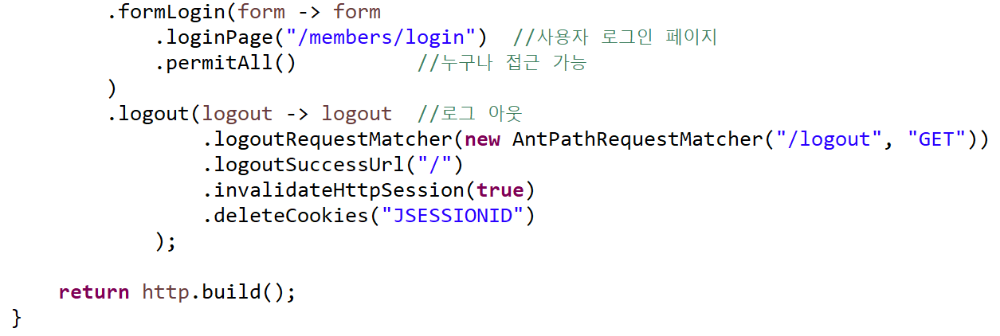 .formLogin(form -> form
.loginPage("/members/login")  //사용자 로그인 페이지
.permitAll()          //누구나 접근 가능
)
.logout(logout -> logout  //로그 아웃
.logoutRequestMatcher(new AntPathRequestMatcher("/logout", "GET"))
.logoutSuccessUrl("/")
.invalidateHttpSession(true)
.deleteCookies("JSESSIONID")
);
return http.build();
}